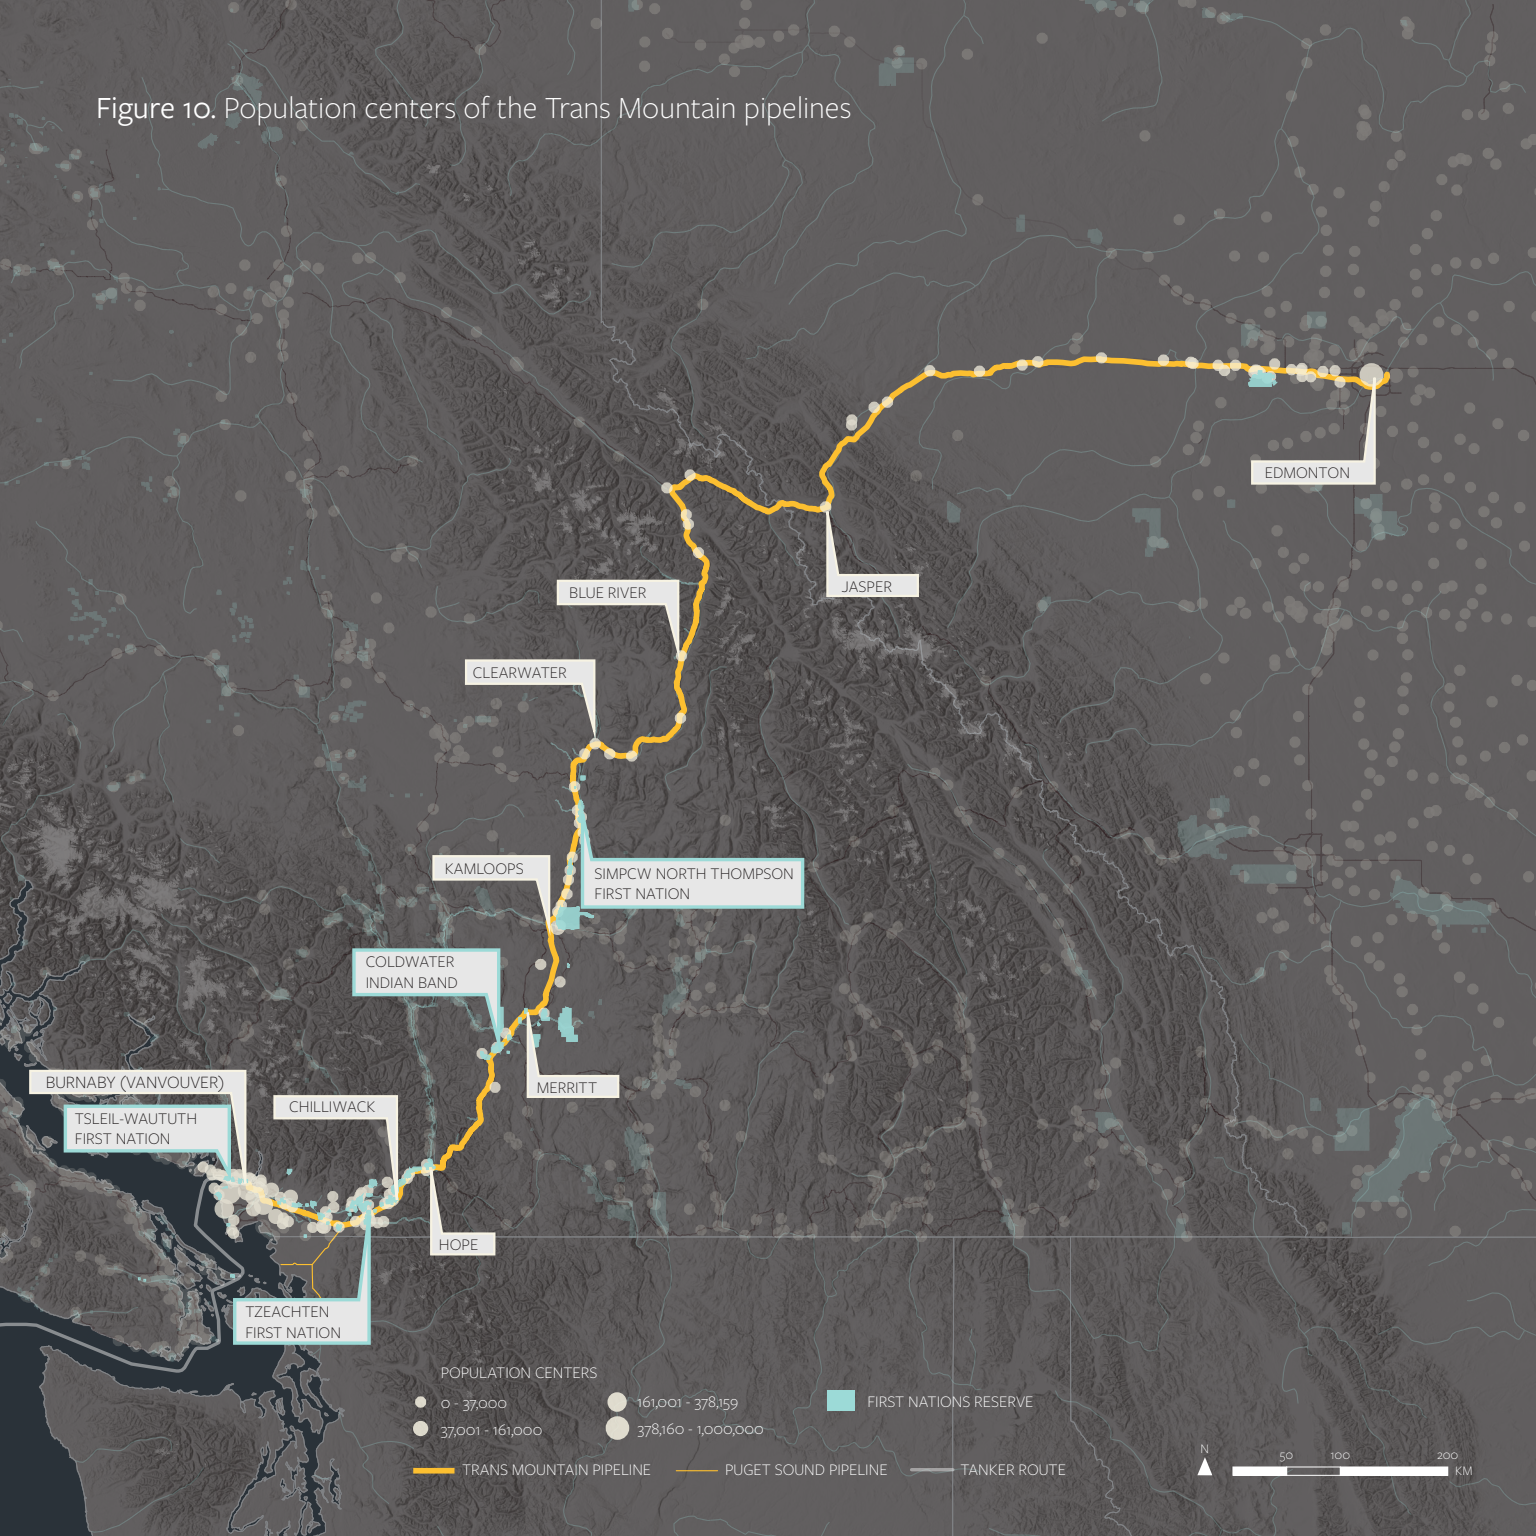 Figure 10. Population centers of the Trans Mountain pipelines
EDMONTON
JASPER
BLUE RIVER
CLEARWATER
KAMLOOPS
SIMPCW NORTH THOMPSON
FIRST NATION
COLDWATER
INDIAN BAND
MERRITT
BURNABY (VANVOUVER)
CHILLIWACK
TSLEIL-WAUTUTH
FIRST NATION
HOPE
TZEACHTEN
FIRST NATION
POPULATION CENTERS
0 - 37,000
161,001 - 378,159
FIRST NATIONS RESERVE
37,001 - 161,000
378,160 - 1,000,000
TRANS MOUNTAIN PIPELINE
PUGET SOUND PIPELINE
TANKER ROUTE
N
50 100 200
KM